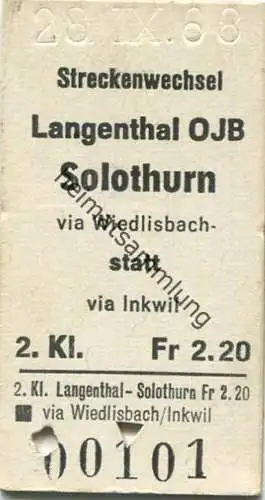 26. IX. 68
Streckenwechsel
Langenthal OJB
Solothurn
via Wiedlisbach-
statt
via Inkwil
2. Kl. Fr 2.20
2. Kl. Langenthal-Solothurn Fr 2.20
■ via Wiedlisbach/Inkwil
00101
heimatsammlung